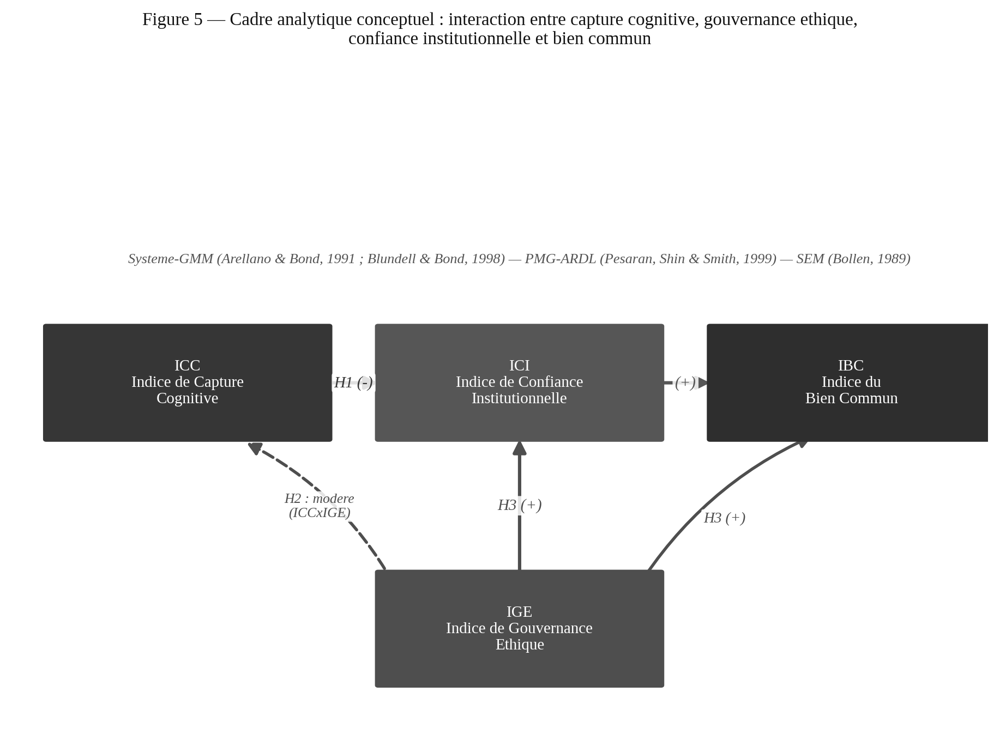 Figure 5 — Cadre analytique conceptuel : interaction entre capture cognitive, gouvernance ethique,
confiance institutionnelle et bien commun
Systeme-GMM (Arellano & Bond, 1991 ; Blundell & Bond, 1998) — PMG-ARDL (Pesaran, Shin & Smith, 1999) — SEM (Bollen, 1989)
ICC
Indice de Capture
Cognitive
H1 (-)
ICI
Indice de Confiance
Institutionnelle
(+)
IBC
Indice du
Bien Commun
H2 : modere
(ICCxIGE)
H3 (+)
H3 (+)
IGE
Indice de Gouvernance
Ethique